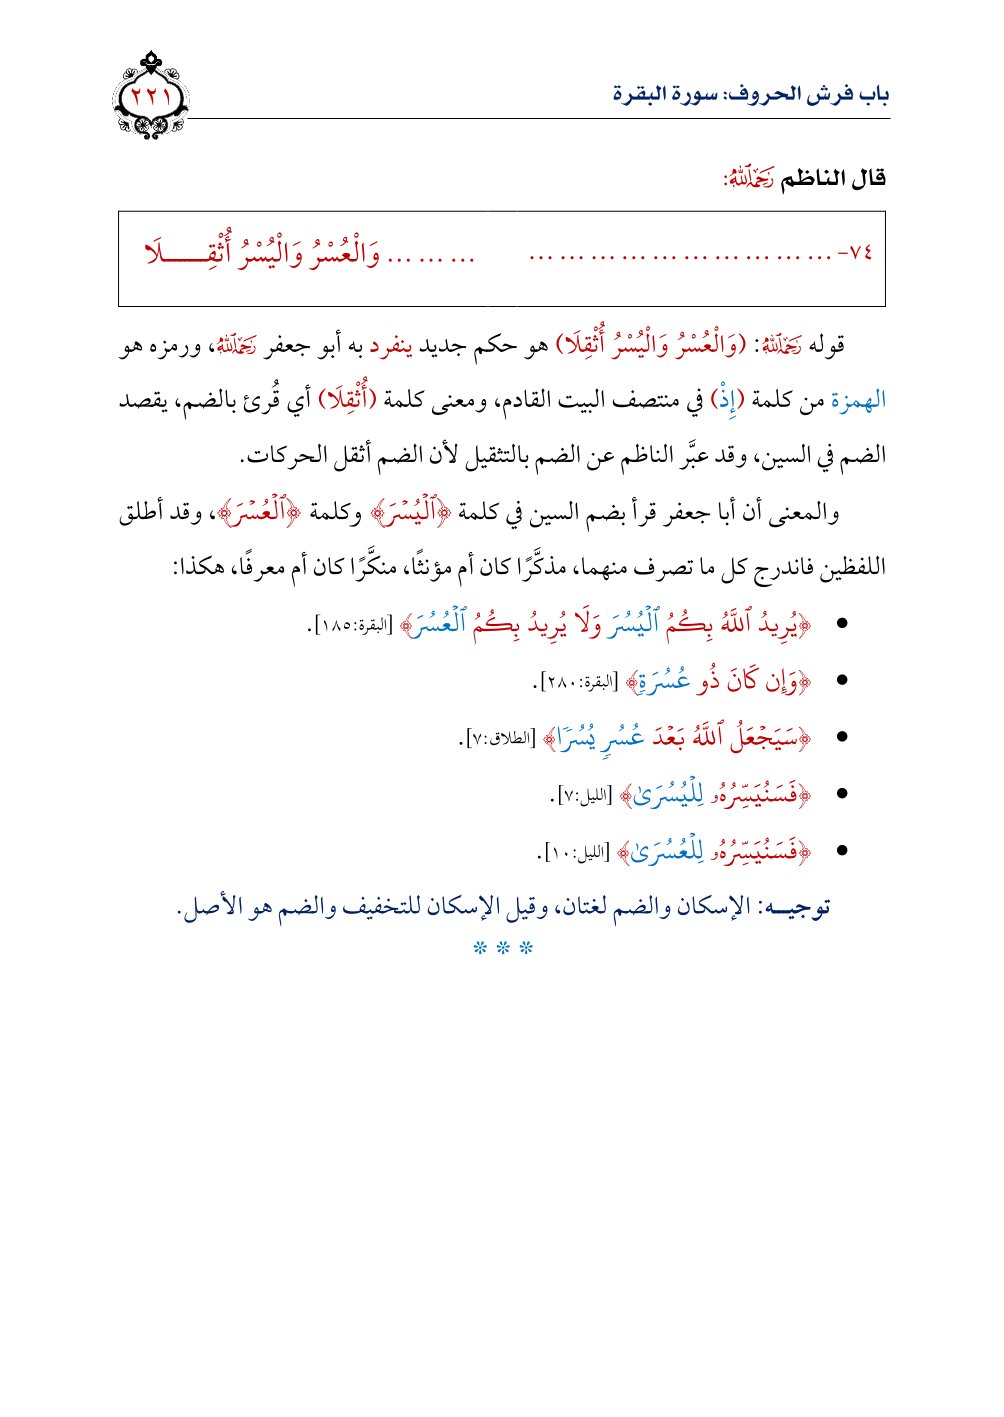 باب فرش الحروف: سورة البقرة
٢٢١
قال الناظم رَحِمَهُ ٱللَّهُ:
٧٤- ... ... ... ... ... ... ... ... ... ... ... ... ... وَالْعُسْرُ وَالْيُسْرُ أُثْقِـــــلَا
قوله رَحِمَهُ ٱللَّهُ: (وَالْعُسْرُ وَالْيُسْرُ أُثْقِلَا) هو حكم جديد ينفرد به أبو جعفر رَحِمَهُ ٱللَّهُ، ورمزه هو
الهمزة من كلمة (إِذْ) في منتصف البيت القادم، ومعنى كلمة (أُثْقِلَا) أي قُرئ بالضم، يقصد
الضم في السين، وقد عبَّر الناظم عن الضم بالتثقيل لأن الضم أثقل الحركات.
والمعنى أن أبا جعفر قرأ بضم السين في كلمة ﴿ٱلْيُسْرَ﴾ وكلمة ﴿ٱلْعُسْرَ﴾، وقد أطلق
اللفظين فاندرج كل ما تصرف منهما، مذكَّرًا كان أم مؤنثًا، منكَّرًا كان أم معرفًا، هكذا:
• ﴿يُرِيدُ ٱللَّهُ بِكُمُ ٱلْيُسُرَ وَلَا يُرِيدُ بِكُمُ ٱلْعُسُرَ﴾ [البقرة:١٨٥].
• ﴿وَإِن كَانَ ذُو عُسُرَةٍ﴾ [البقرة:٢٨٠].
• ﴿سَيَجْعَلُ ٱللَّهُ بَعْدَ عُسُرٍ يُسُرًا﴾ [الطلاق:٧].
• ﴿فَسَنُيَسِّرُهُۥ لِلْيُسُرَىٰ﴾ [الليل:٧].
• ﴿فَسَنُيَسِّرُهُۥ لِلْعُسُرَىٰ﴾ [الليل:١٠].
توجيـــه: الإسكان والضم لغتان، وقيل الإسكان للتخفيف والضم هو الأصل.
* * *